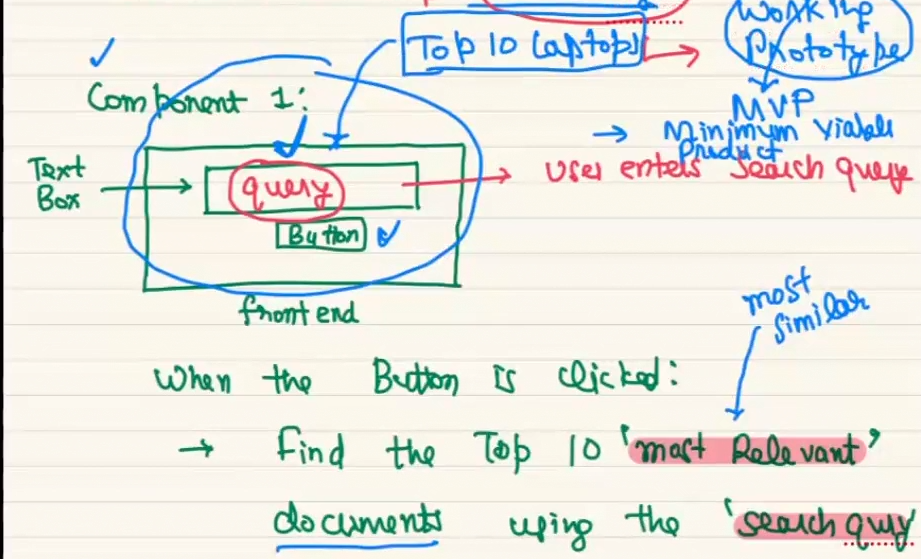 Working
Top 10 Laptops
Prototype
Component 1:
MVP
→ Minimum Viable
Product
Text
Box
query
User enters search query
Button
front end
most
similar
When the Button is clicked:
→ Find the Top 10 'most Relevant'
documents using the 'search query